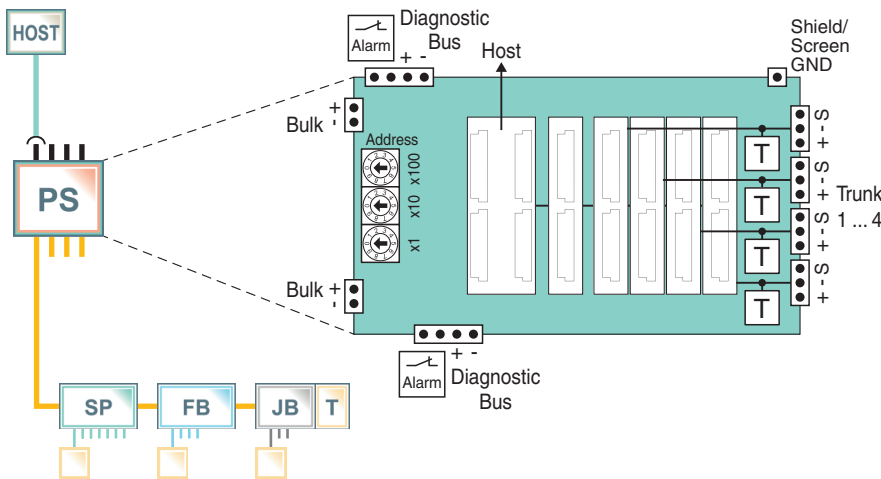 HOST
Alarm
Diagnostic
Bus
+ -
Host
Shield/
Screen
GND
+
-
Bulk
Address
x100
x10
x1
PS
S
-
+
T
S
-
+
T
Trunk
1 ... 4
S
-
+
T
S
-
+
T
Bulk
+
-
+ -
Alarm
Diagnostic
Bus
SP
FB
JB
T